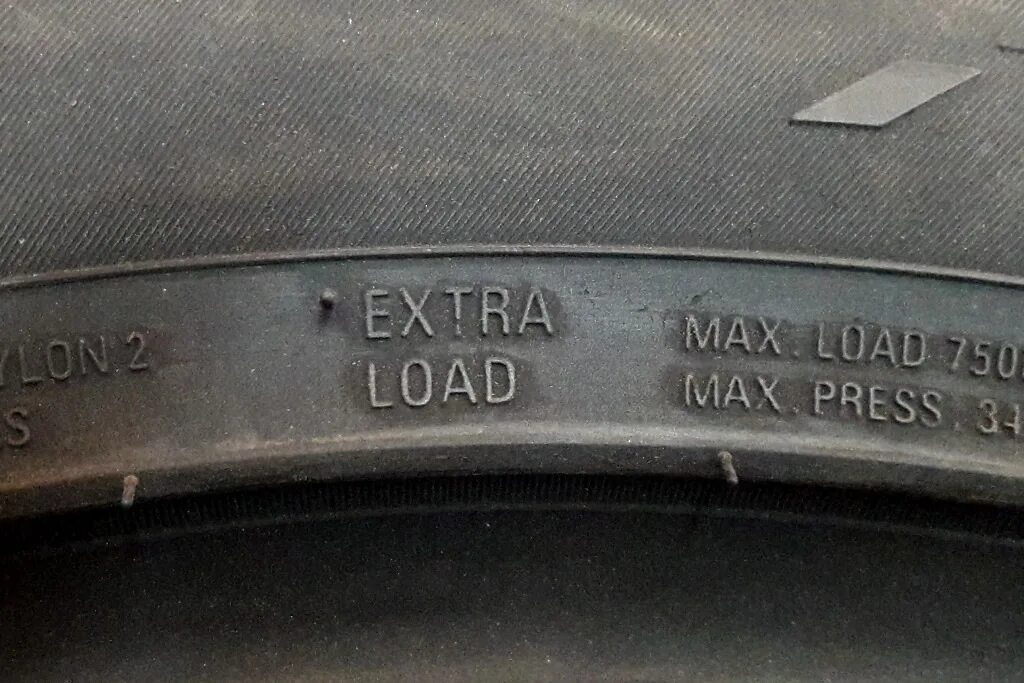 YLON 2
S
EXTRA
LOAD
MAX. LOAD 750
MAX. PRESS. 34